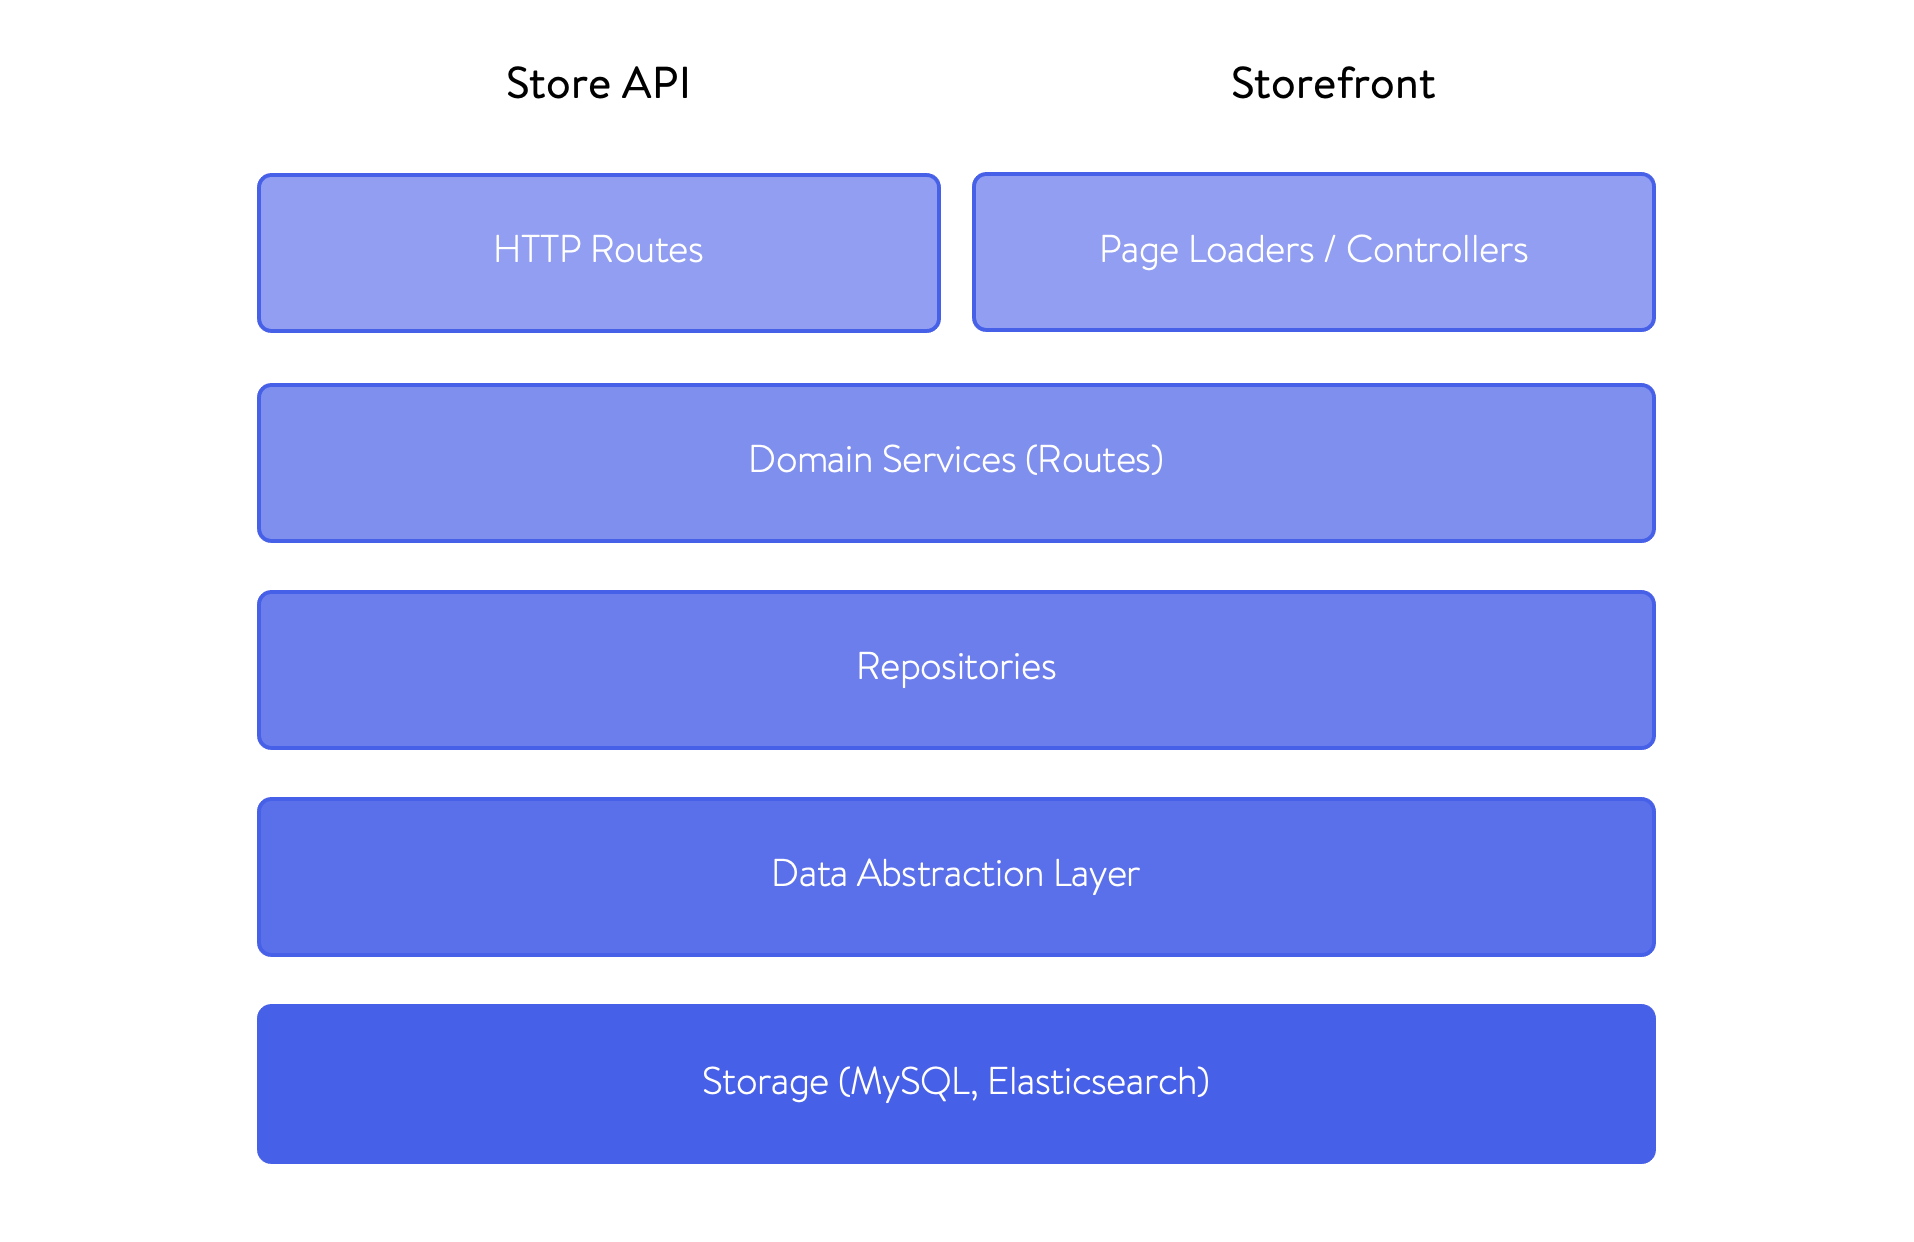 Store API
Storefront
HTTP Routes
Page Loaders / Controllers
Domain Services (Routes)
Repositories
Data Abstraction Layer
Storage (MySQL, Elasticsearch)